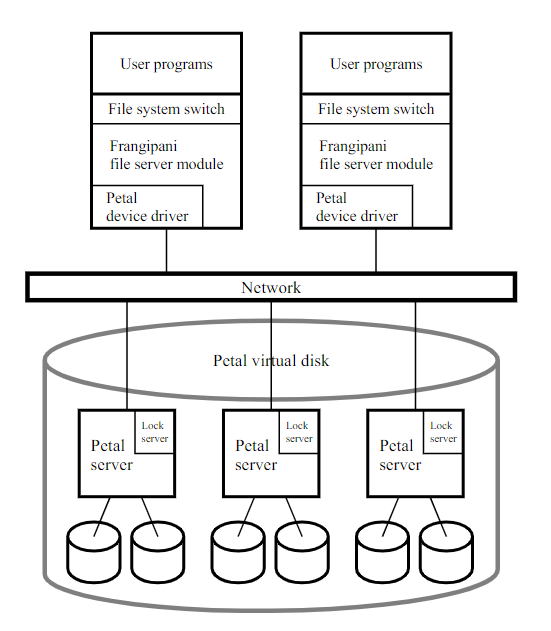 User programs
File system switch
Frangipani
file server module
Petal
device driver
User programs
File system switch
Frangipani
file server module
Petal
device driver
Network
Petal virtual disk
Lock
server
Petal
server
Lock
server
Petal
server
Lock
server
Petal
server